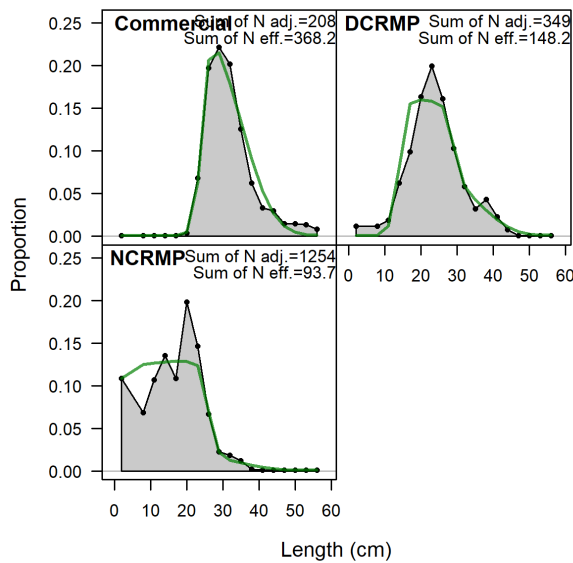 Commercial
Sum of N adj.=208
Sum of N eff.=368.2
DCRMP
Sum of N adj.=349
Sum of N eff.=148.2
0.25
0.20
0.15
0.10
0.05
0.00
0 10 20 30 40 50 60
NCRMP
Sum of N adj.=1254
Sum of N eff.=93.7
0.25
0.20
0.15
0.10
0.05
0.00
0 10 20 30 40 50 60
Proportion
Length (cm)